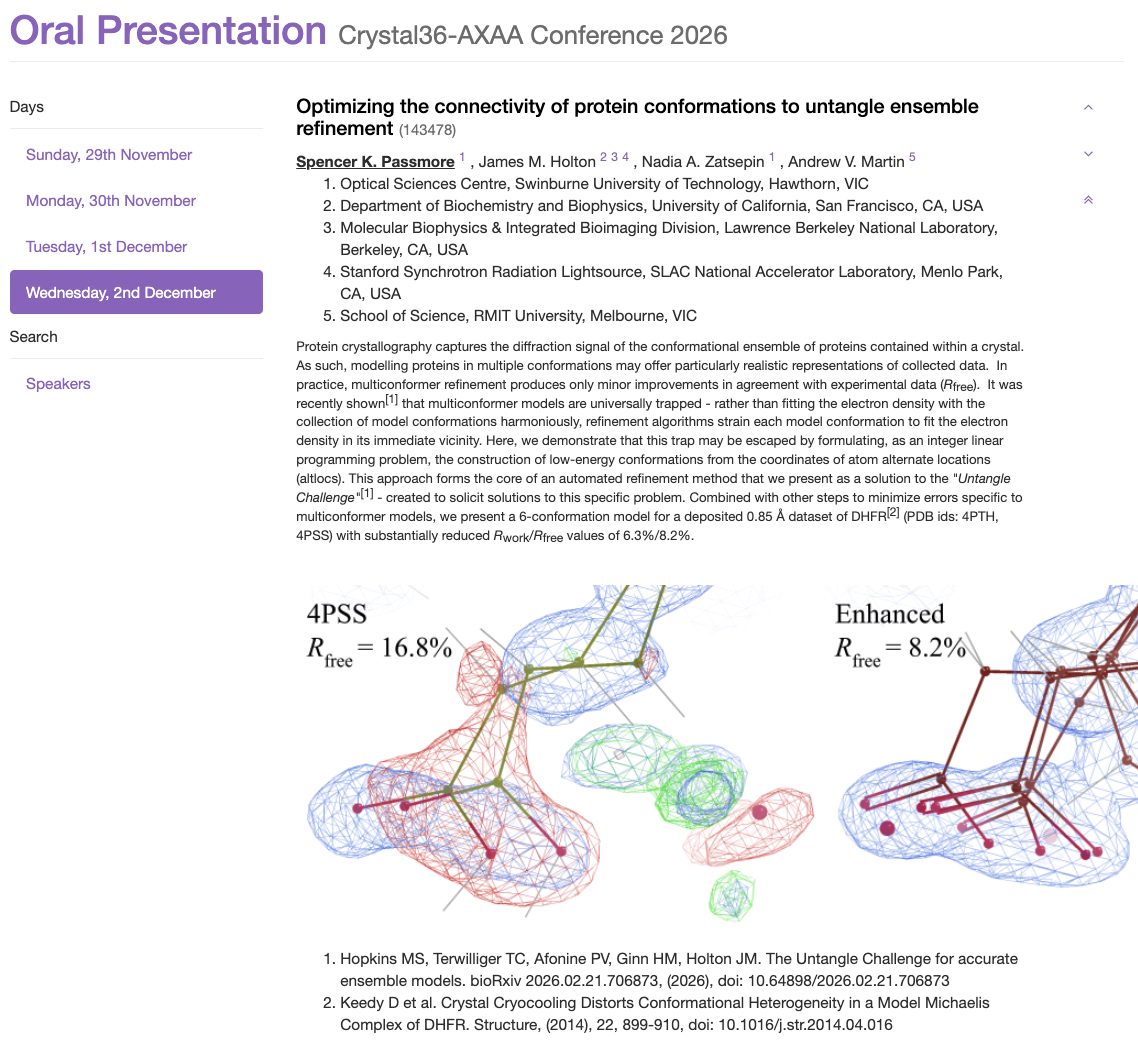 Oral Presentation Crystal36-AXAA Conference 2026
Days
Sunday, 29th November
Monday, 30th November
Tuesday, 1st December
Wednesday, 2nd December
Search
Speakers
Optimizing the connectivity of protein conformations to untangle ensemble
refinement (143478)
Spencer K. Passmore 1 , James M. Holton 2 3 4 , Nadia A. Zatsepin 1 , Andrew V. Martin 5
1. Optical Sciences Centre, Swinburne University of Technology, Hawthorn, VIC
2. Department of Biochemistry and Biophysics, University of California, San Francisco, CA, USA
3. Molecular Biophysics & Integrated Bioimaging Division, Lawrence Berkeley National Laboratory,
Berkeley, CA, USA
4. Stanford Synchrotron Radiation Lightsource, SLAC National Accelerator Laboratory, Menlo Park,
CA, USA
5. School of Science, RMIT University, Melbourne, VIC
Protein crystallography captures the diffraction signal of the conformational ensemble of proteins contained within a crystal.
As such, modelling proteins in multiple conformations may offer particularly realistic representations of collected data. In
practice, multiconformer refinement produces only minor improvements in agreement with experimental data (Rfree). It was
recently shown[1] that multiconformer models are universally trapped - rather than fitting the electron density with the
collection of model conformations harmoniously, refinement algorithms strain each model conformation to fit the electron
density in its immediate vicinity. Here, we demonstrate that this trap may be escaped by formulating, as an integer linear
programming problem, the construction of low-energy conformations from the coordinates of atom alternate locations
(altlocs). This approach forms the core of an automated refinement method that we present as a solution to the "Untangle
Challenge"[1] - created to solicit solutions to this specific problem. Combined with other steps to minimize errors specific to
multiconformer models, we present a 6-conformation model for a deposited 0.85 Å dataset of DHFR[2] (PDB ids: 4PTH,
4PSS) with substantially reduced Rwork/Rfree values of 6.3%/8.2%.
4PSS
Rfree = 16.8%
Enhanced
Rfree = 8.2%
1. Hopkins MS, Terwilliger TC, Afonine PV, Ginn HM, Holton JM. The Untangle Challenge for accurate
ensemble models. bioRxiv 2026.02.21.706873, (2026), doi: 10.64898/2026.02.21.706873
2. Keedy D et al. Crystal Cryocooling Distorts Conformational Heterogeneity in a Model Michaelis
Complex of DHFR. Structure, (2014), 22, 899-910, doi: 10.1016/j.str.2014.04.016